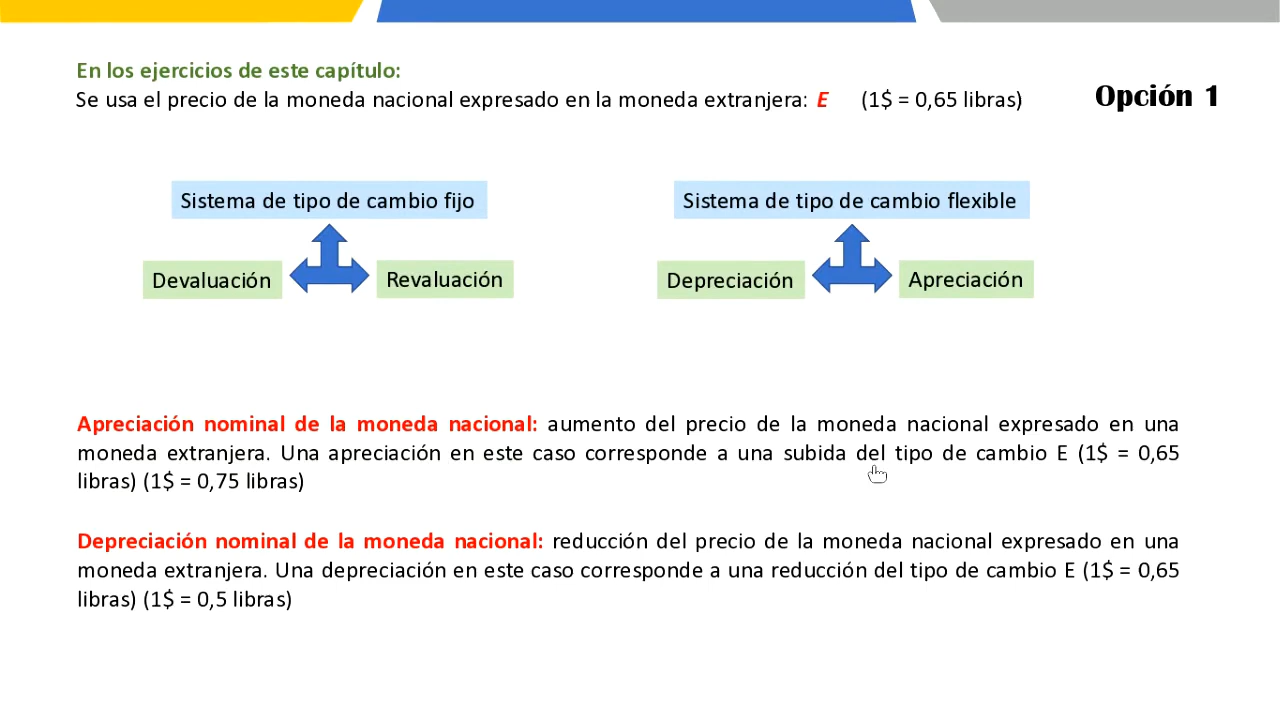 En los ejercicios de este capítulo:
Se usa el precio de la moneda nacional expresado en la moneda extranjera: E (1$ = 0,65 libras)
Opción 1
Sistema de tipo de cambio fijo
Sistema de tipo de cambio flexible
Devaluación
Revaluación
Depreciación
Apreciación
Apreciación nominal de la moneda nacional: aumento del precio de la moneda nacional expresado en una
moneda extranjera. Una apreciación en este caso corresponde a una subida del tipo de cambio E (1$ = 0,65
libras) (1$ = 0,75 libras)
Depreciación nominal de la moneda nacional: reducción del precio de la moneda nacional expresado en una
moneda extranjera. Una depreciación en este caso corresponde a una reducción del tipo de cambio E (1$ = 0,65
libras) (1$ = 0,5 libras)